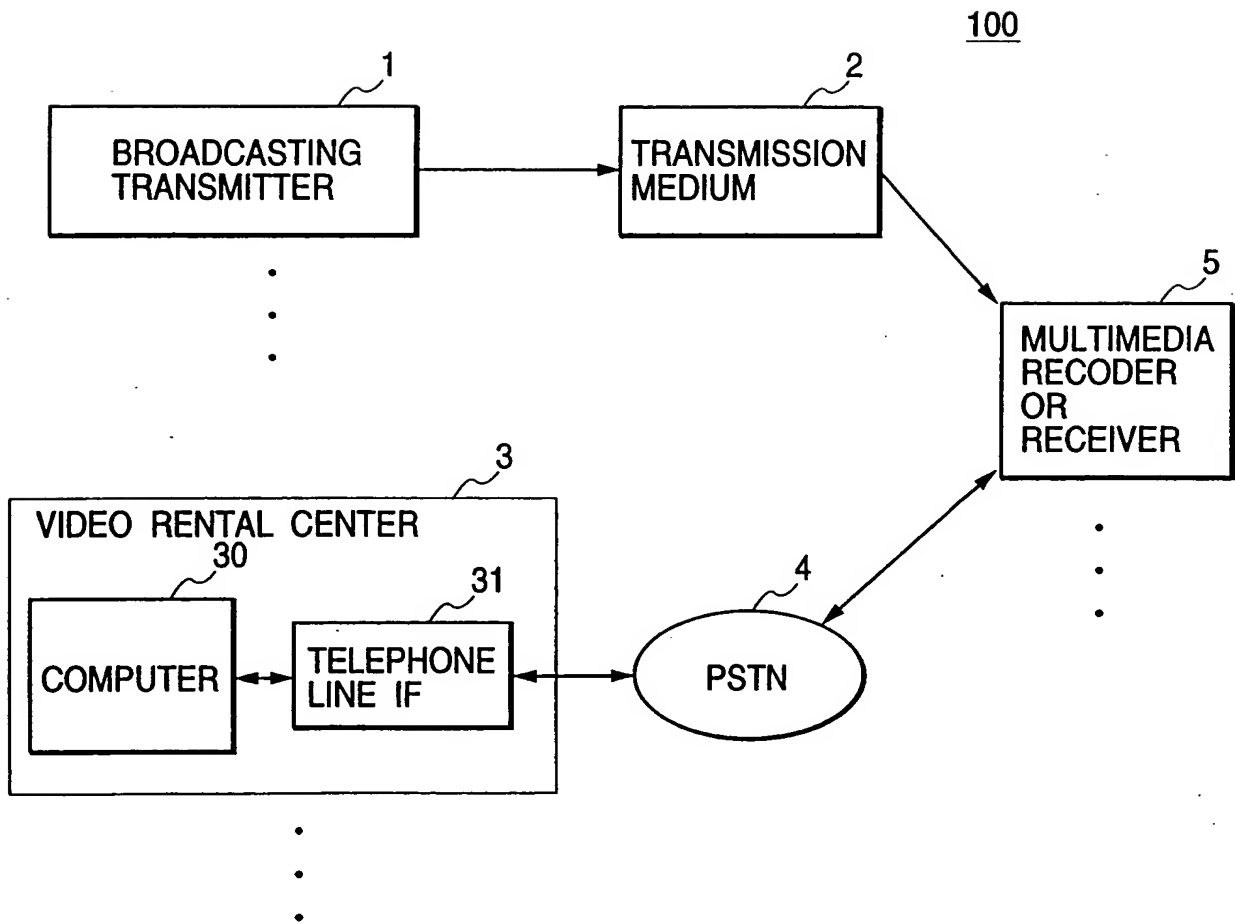 100
1
BROADCASTING
TRANSMITTER
2
TRANSMISSION
MEDIUM
5
MULTIMEDIA
RECODER
OR
RECEIVER
3
VIDEO RENTAL CENTER
30
COMPUTER
31
TELEPHONE
LINE IF
4
PSTN